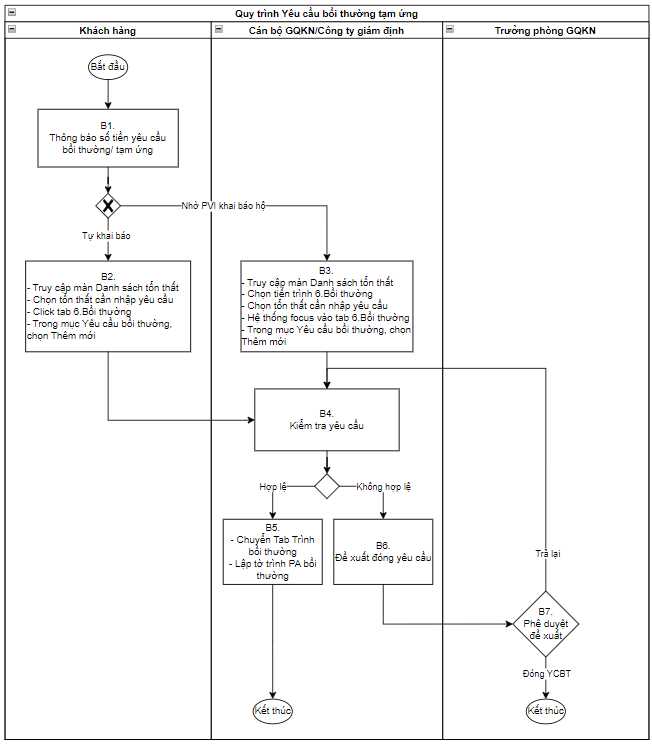 Quy trình Yêu cầu bồi thường tạm ứng
Khách hàng
Cán bộ GQKN/Công ty giám định
Trưởng phòng GQKN
Bắt đầu
B1.
Thông báo số tiền yêu cầu
bồi thường/ tạm ứng
Nhờ PVI khai báo hộ
Tự khai báo
B2.
- Truy cập màn Danh sách tổn thất
- Chọn tổn thất cần nhập yêu cầu
- Click tab 6.Bồi thường
- Trong mục Yêu cầu bồi thường,
chọn Thêm mới
B3.
- Truy cập màn Danh sách tổn thất
- Chọn tiến trình 6.Bồi thường
- Chọn tổn thất cần nhập yêu cầu
- Hệ thống focus vào tab 6.Bồi thường
- Trong mục Yêu cầu bồi thường, chọn
Thêm mới
B4.
Kiểm tra yêu cầu
Hợp lệ
Không hợp lệ
B5.
- Chuyển Tab Trình
bồi thường
- Lập tờ trình PA bồi
thường
B6.
Đề xuất đóng yêu cầu
Trả lại
B7.
Phê duyệt
đề xuất
Đóng YCBT
Kết thúc
Kết thúc